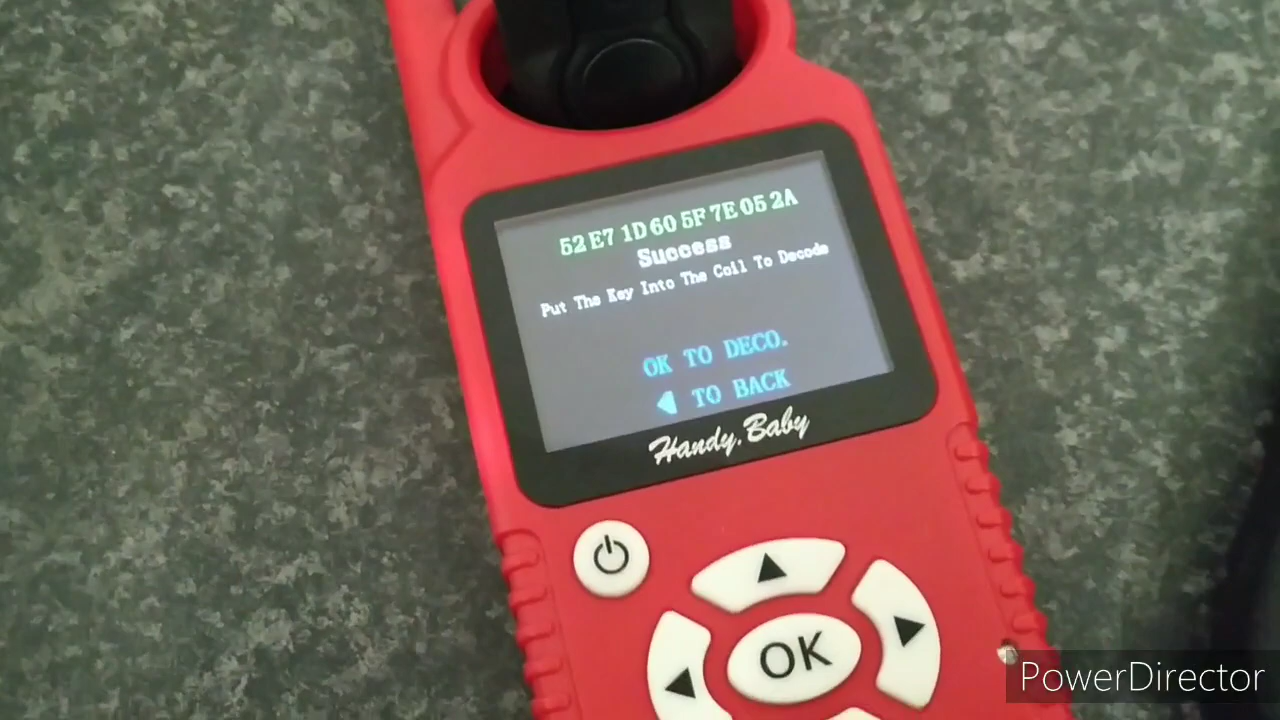 52 E7 1D 60 5F 7E 05 2A
Success
Put The Key Into The Coil To Decode
OK TO DECO.
◀ TO BACK
Handy.Baby
OK
PowerDirector